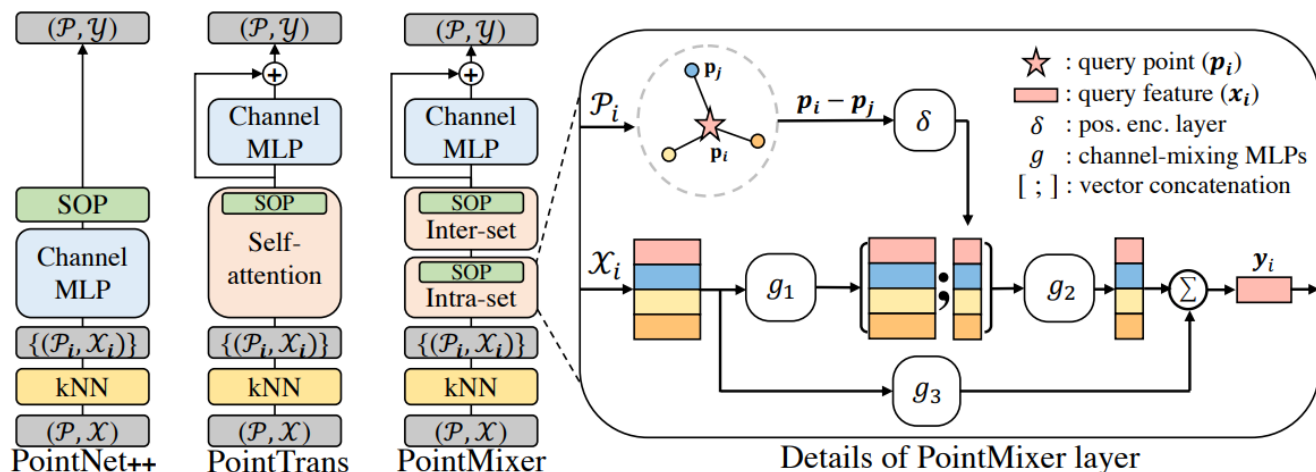 (𝒫, 𝒴)
SOP
Channel
MLP
{(𝒫ᵢ, 𝒳ᵢ)}
kNN
(𝒫, 𝒳)
PointNet++
(𝒫, 𝒴)
+
Channel
MLP
SOP
Self-
attention
{(𝒫ᵢ, 𝒳ᵢ)}
kNN
(𝒫, 𝒳)
PointTrans
(𝒫, 𝒴)
+
Channel
MLP
SOP
Inter-set
SOP
Intra-set
{(𝒫ᵢ, 𝒳ᵢ)}
kNN
(𝒫, 𝒳)
PointMixer
𝒫ᵢ
pⱼ
pᵢ
pᵢ − pⱼ
δ
: query point (pᵢ)
: query feature (xᵢ)
δ : pos. enc. layer
g : channel-mixing MLPs
[ ; ] : vector concatenation
𝒳ᵢ
g₁
[ ; ]
g₂
Σ
yᵢ
g₃
Details of PointMixer layer